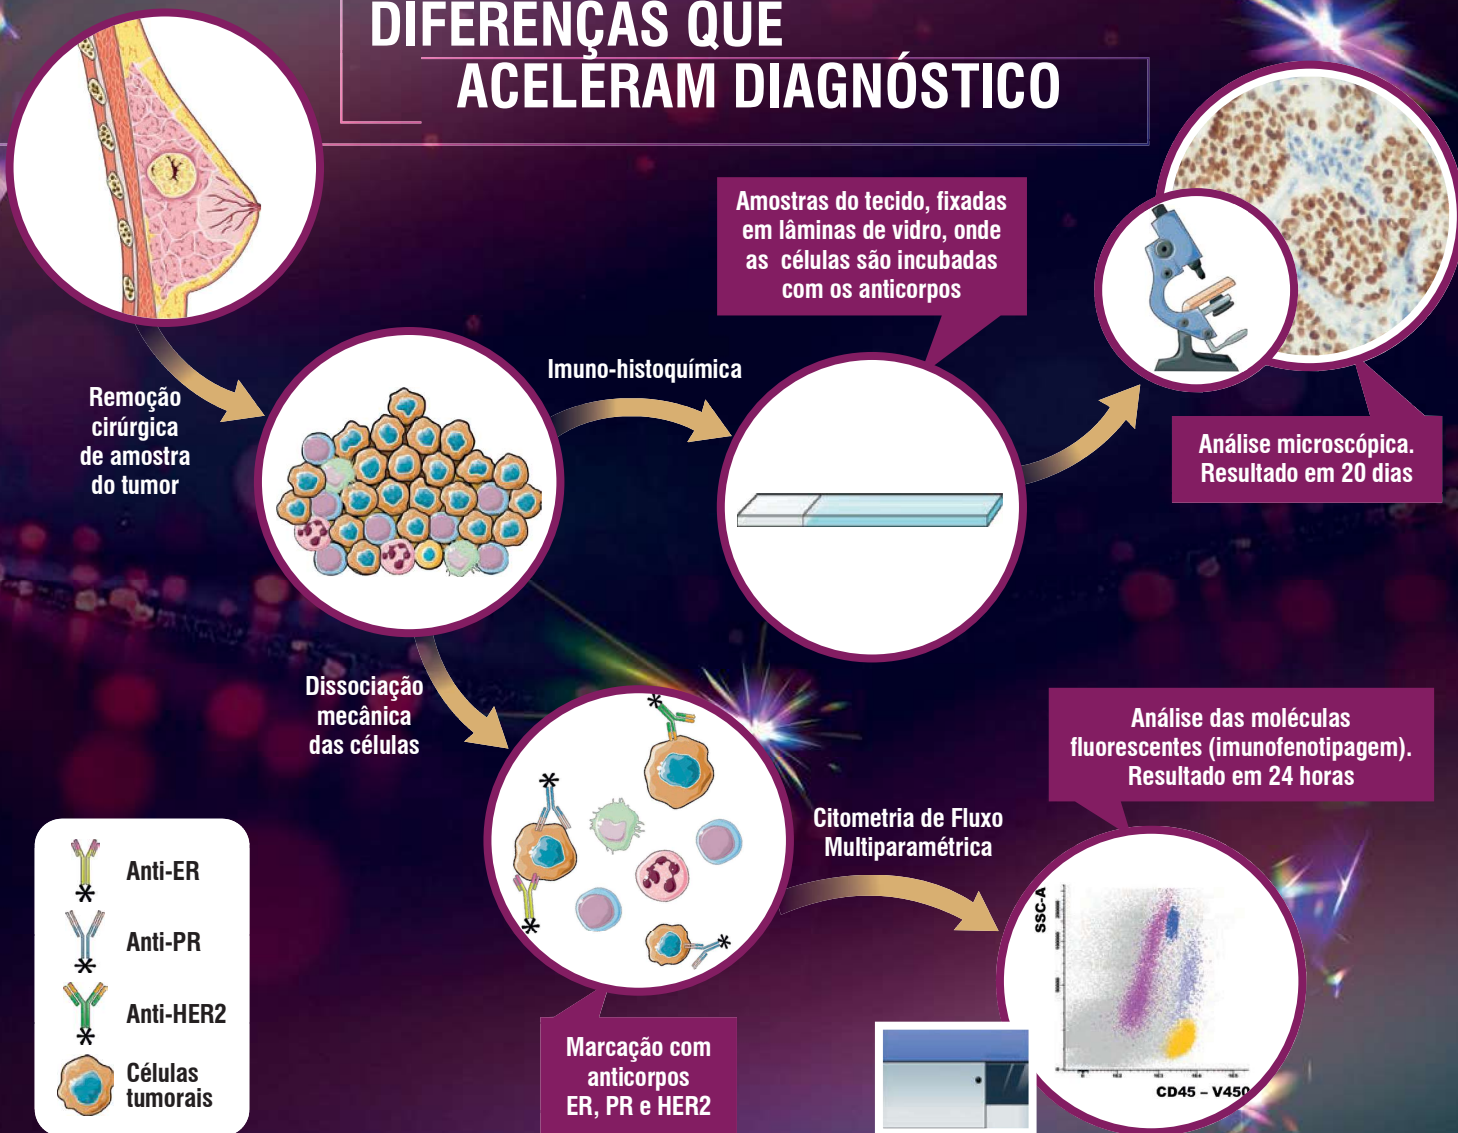 DIFERENÇAS QUE
ACELERAM DIAGNÓSTICO
Remoção
cirúrgica
de amostra
do tumor
Imuno-histoquímica
Amostras do tecido, fixadas
em lâminas de vidro, onde
as células são incubadas
com os anticorpos
Análise microscópica.
Resultado em 20 dias
Dissociação
mecânica
das células
Marcação com
anticorpos
ER, PR e HER2
Citometria de Fluxo
Multiparamétrica
Análise das moléculas
fluorescentes (imunofenotipagem).
Resultado em 24 horas
SSC-A
CD45 – V450
Anti-ER
Anti-PR
Anti-HER2
Células
tumorais